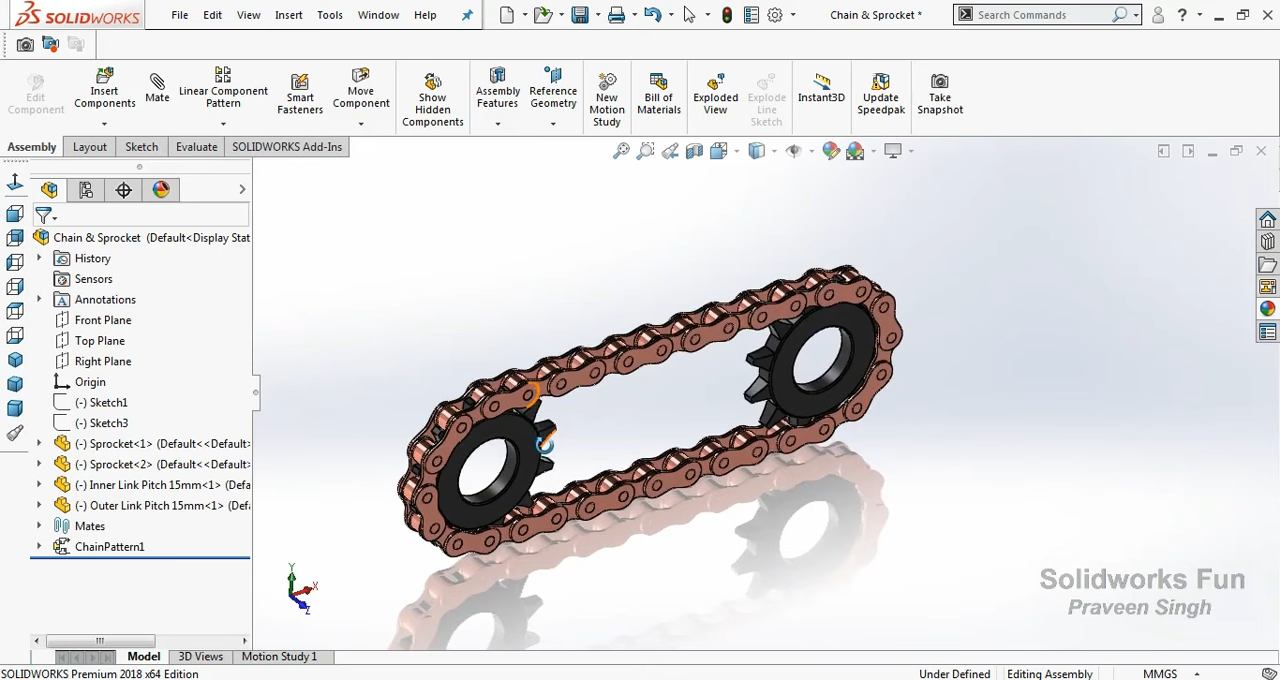 SOLIDWORKS
File Edit View Insert Tools Window Help
Chain & Sprocket *
Search Commands
Edit Component
Insert Components
Mate
Linear Component Pattern
Smart Fasteners
Move Component
Show Hidden Components
Assembly Features
Reference Geometry
New Motion Study
Bill of Materials
Exploded View
Explode Line Sketch
Instant3D
Update Speedpak
Take Snapshot
Assembly Layout Sketch Evaluate SOLIDWORKS Add-Ins
Chain & Sprocket (Default<Display Stat
History
Sensors
Annotations
Front Plane
Top Plane
Right Plane
Origin
(-) Sketch1
(-) Sketch3
(-) Sprocket<1> (Default<<Default>
(-) Sprocket<2> (Default<<Default>
(-) Inner Link Pitch 15mm<1> (Defa
(-) Outer Link Pitch 15mm<1> (Defa
Mates
ChainPattern1
Y
X
Z
Solidworks Fun
Praveen Singh
Model 3D Views Motion Study 1
SOLIDWORKS Premium 2018 x64 Edition
Under Defined Editing Assembly MMGS